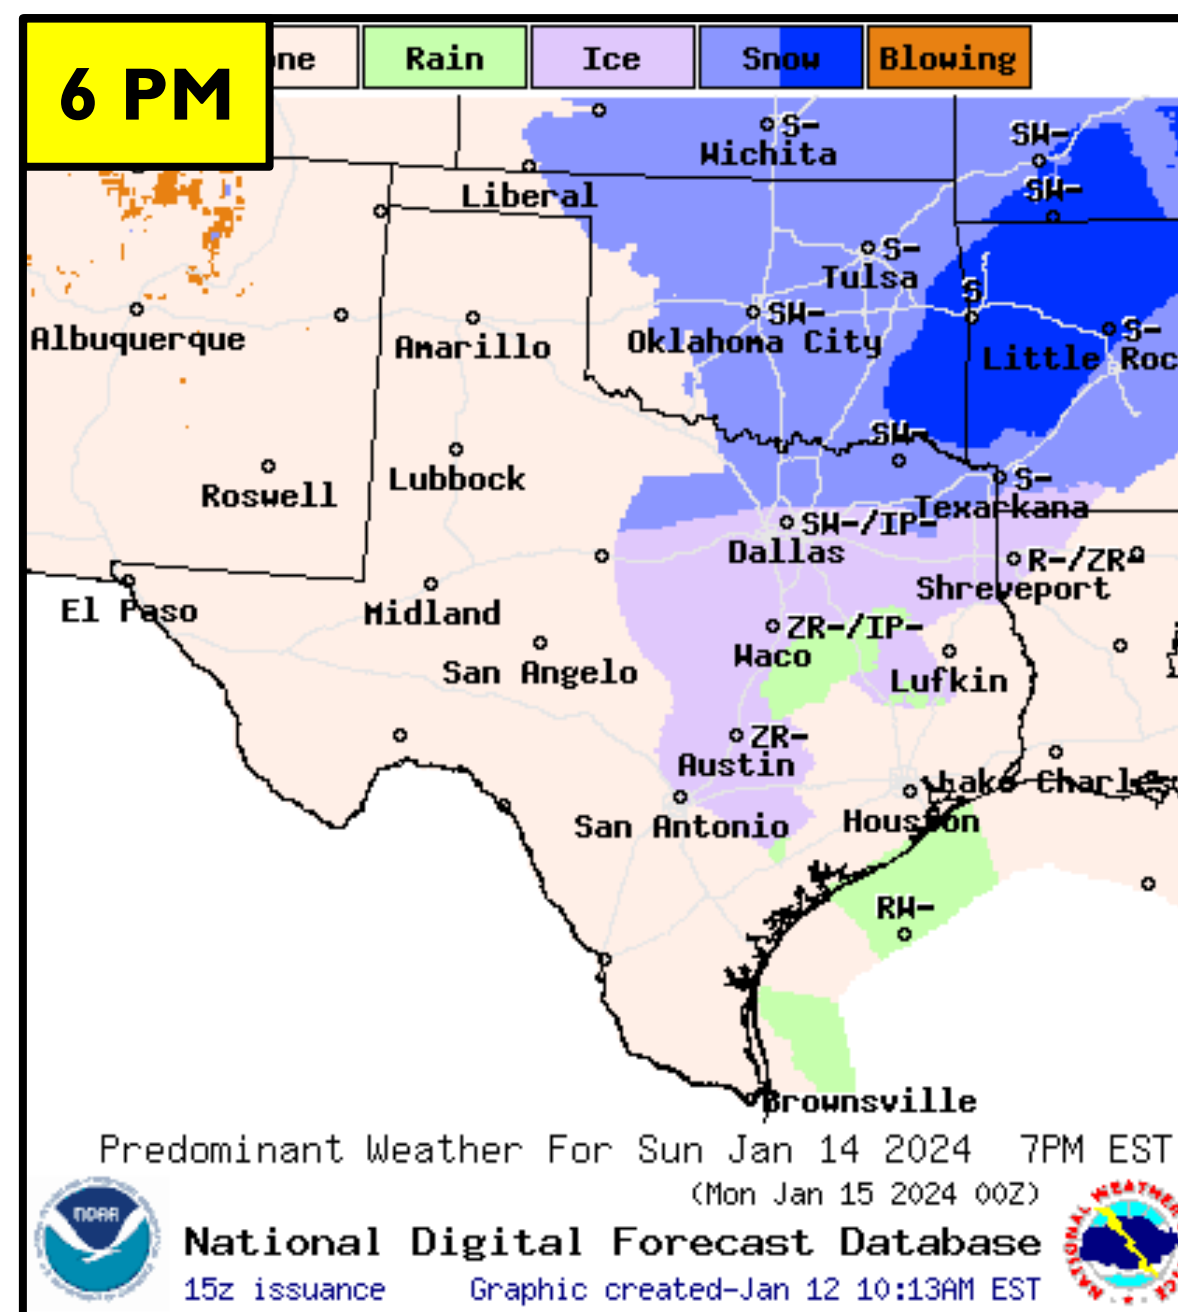 6 PM
one Rain Ice Snow Blowing
S-
Wichita
SW-
Liberal
SW-
S-
Tulsa
S
SW-
Albuquerque
Amarillo
Oklahoma City
S-
Little Roc
SW-
Roswell
Lubbock
S-
Texarkana
SW-/IP-
Dallas
R-/ZR-
Shreveport
El Paso
Midland
ZR-/IP-
Waco
San Angelo
Lufkin
ZR-
Austin
Lake Charles
San Antonio
Houston
RW-
Brownsville
Predominant Weather For Sun Jan 14 2024 7PM EST
(Mon Jan 15 2024 00Z)
NOAA
National Digital Forecast Database
15z issuance Graphic created-Jan 12 10:13AM EST